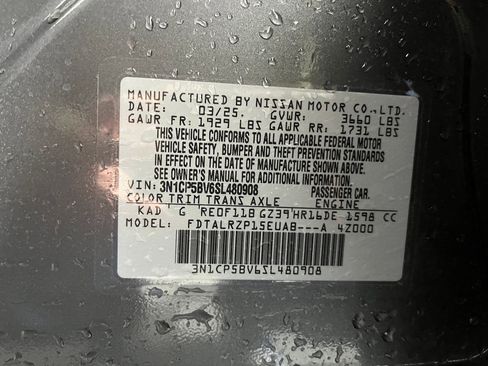 MANUFACTURED BY NISSAN MOTOR CO.,LTD.
DATE: 03/25. GVWR: 3660 LBS
GAWR FR: 1929 LBS GAWR RR: 1731 LBS
THIS VEHICLE CONFORMS TO ALL APPLICABLE FEDERAL MOTOR
VEHICLE SAFETY, BUMPER AND THEFT PREVENTION STANDARDS
IN EFFECT ON THE DATE OF MANUFACTURE SHOWN ABOVE.
SEE OWNER'S MANUAL FOR ADDITIONAL INFORMATION.
VIN: 3N1CP5BV6SL480908 PASSENGER CAR.
COLOR TRIM TRANS AXLE ENGINE
KAD G RE0F11B GZ39 HR16DE 1598 CC
MODEL: FDTALRZP15EUAB---A 4Z000
3N1CP5BV6SL480908